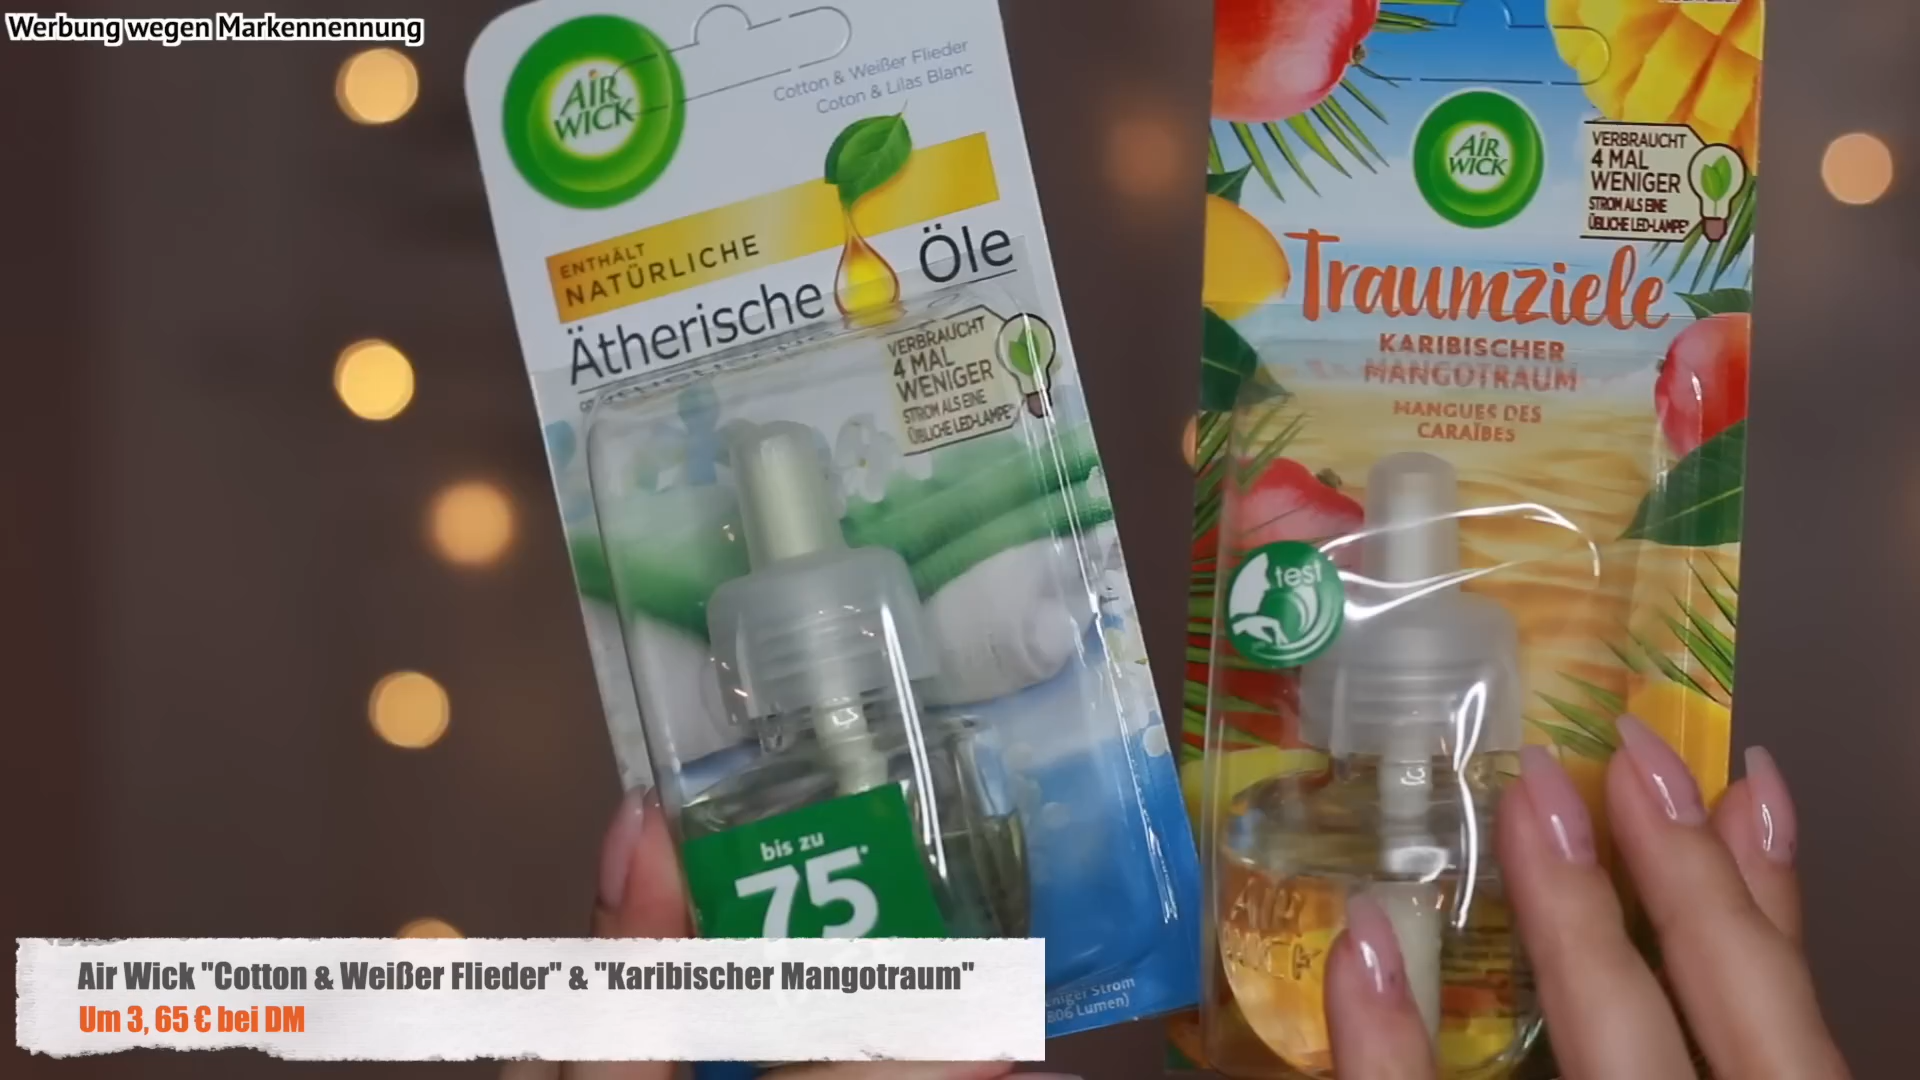 Werbung wegen Markennennung
AIR
WICK
Cotton & Weißer Flieder
Coton & Lilas Blanc
ENTHÄLT
NATÜRLICHE
Ätherische Öle
VERBRAUCHT
4 MAL
WENIGER
STROM ALS EINE
ÜBLICHE LED-LAMPE*
bis zu
75*
806 Lumen)
AIR
WICK
VERBRAUCHT
4 MAL
WENIGER
STROM ALS EINE
ÜBLICHE LED-LAMPE*
Traumziele
KARIBISCHER
MANGOTRAUM
MANGUES DES
CARAÏBES
test
Air Wick "Cotton & Weißer Flieder" & "Karibischer Mangotraum"
Um 3, 65 € bei DM